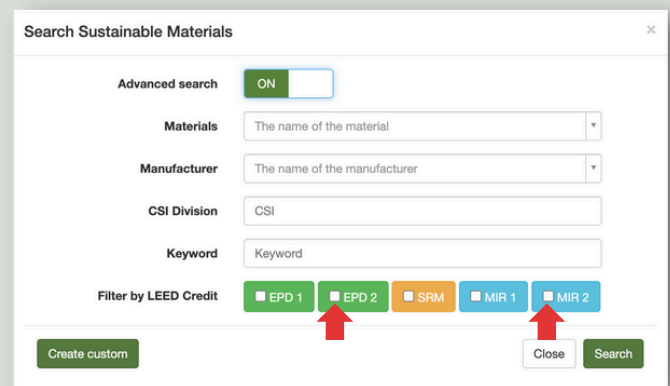 Search Sustainable Materials ×
Advanced search ON
Materials The name of the material
Manufacturer The name of the manufacturer
CSI Division CSI
Keyword Keyword
Filter by LEED Credit EPD 1 EPD 2 SRM MIR 1 MIR 2
Create custom Close Search